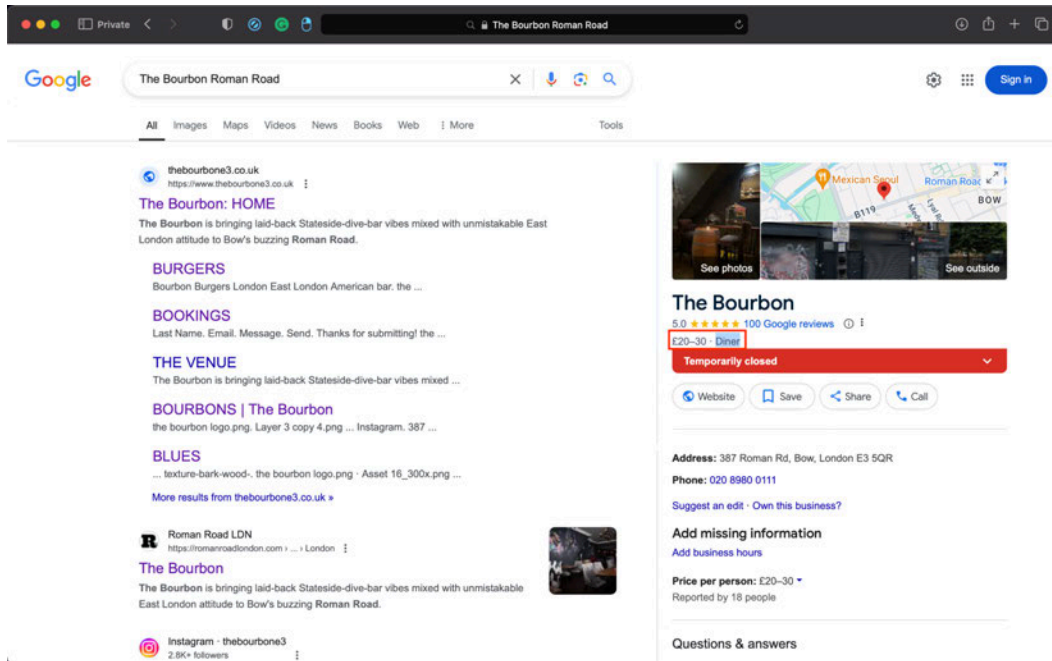 Private
The Bourbon Roman Road
Google
The Bourbon Roman Road
Sign in
All Images Maps Videos News Books Web More Tools
thebourbone3.co.uk
https://www.thebourbone3.co.uk
The Bourbon: HOME
The Bourbon is bringing laid-back Stateside-dive-bar vibes mixed with unmistakable East
London attitude to Bow's buzzing Roman Road.
BURGERS
Bourbon Burgers London East London American bar. the ...
BOOKINGS
Last Name. Email. Message. Send. Thanks for submitting! the ...
THE VENUE
The Bourbon is bringing laid-back Stateside-dive-bar vibes mixed ...
BOURBONS | The Bourbon
the bourbon logo.png. Layer 3 copy 4.png ... Instagram. 387 ...
BLUES
... texture-bark-wood-. the bourbon logo.png · Asset 16_300x.png ...
More results from thebourbone3.co.uk »
R
Roman Road LDN
https://romanroadlondon.com › ... › London
The Bourbon
The Bourbon is bringing laid-back Stateside-dive-bar vibes mixed with unmistakable
East London attitude to Bow's buzzing Roman Road.
Instagram · thebourbone3
2.8K+ followers
Mexican Seoul
Roman Road
BOW
B119
See photos
See outside
The Bourbon
5.0 100 Google reviews
£20–30 · Diner
Temporarily closed
Website Save Share Call
Address: 387 Roman Rd, Bow, London E3 5QR
Phone: 020 8980 0111
Suggest an edit · Own this business?
Add missing information
Add business hours
Price per person: £20–30
Reported by 18 people
Questions & answers